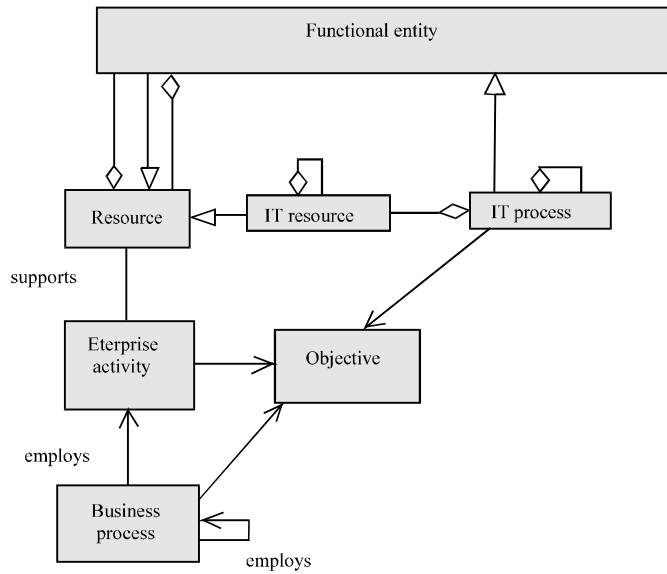 Functional entity
Resource
IT resource
IT process
supports
Eterprise
activity
Objective
employs
Business
process
employs